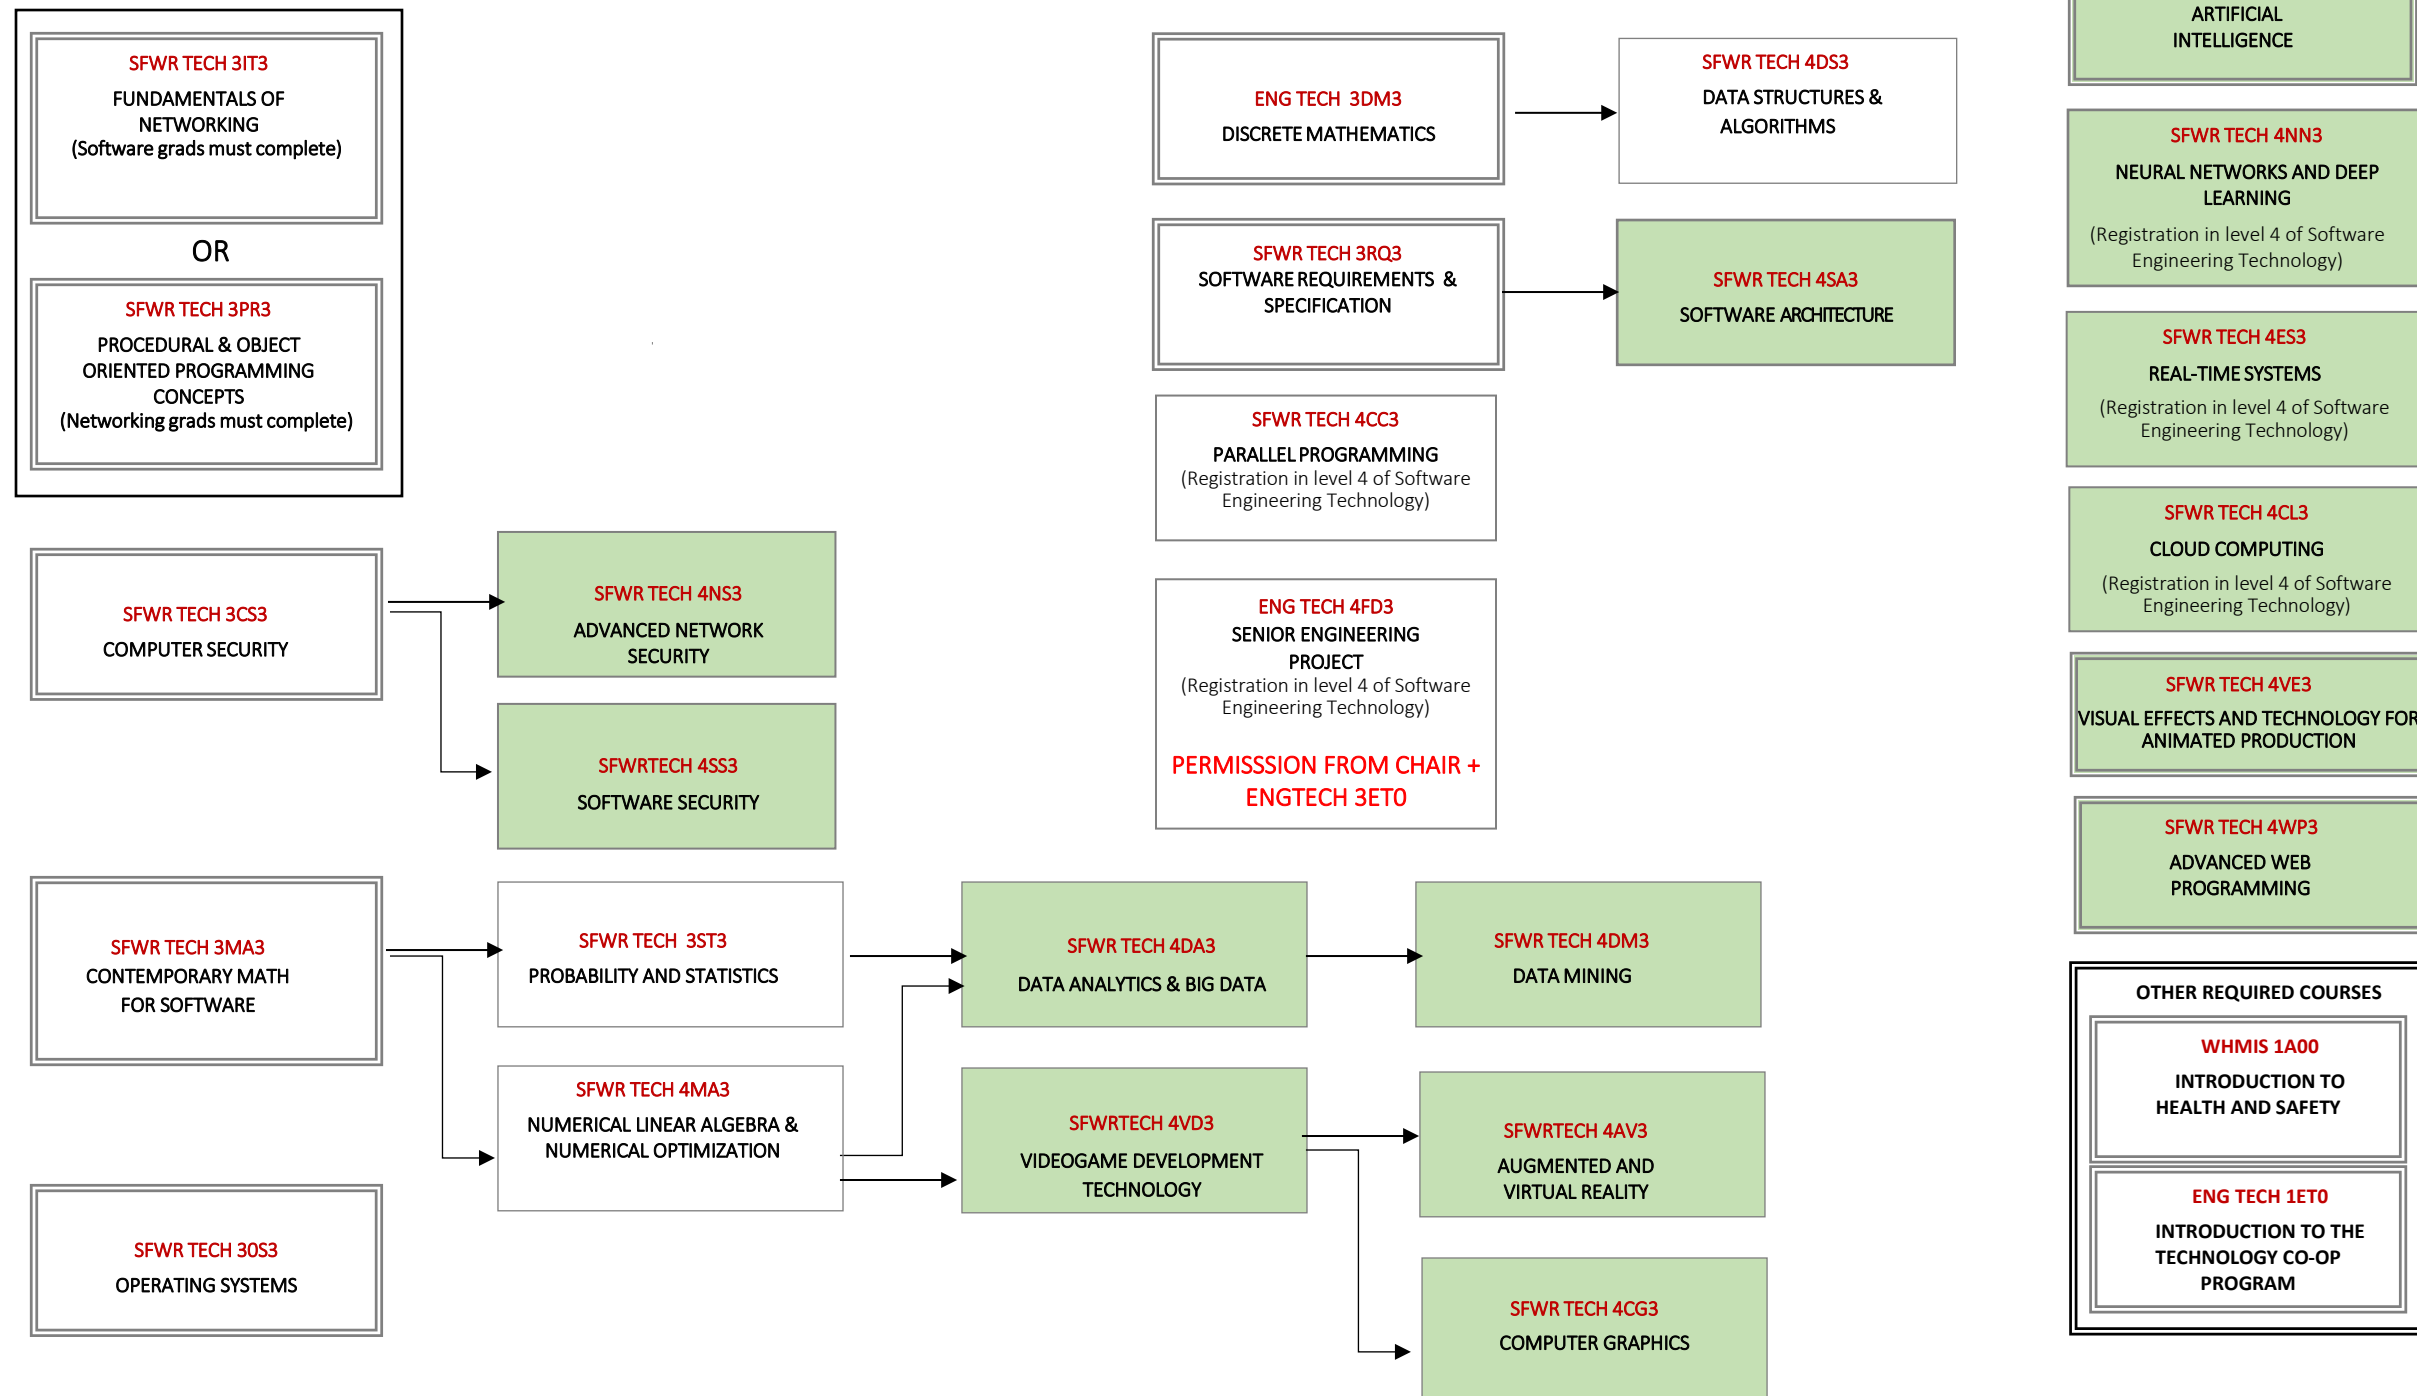 SFWR TECH 3IT3
FUNDAMENTALS OF
NETWORKING
(Software grads must complete)
OR
SFWR TECH 3PR3
PROCEDURAL & OBJECT
ORIENTED PROGRAMMING
CONCEPTS
(Networking grads must complete)
SFWR TECH 3CS3
COMPUTER SECURITY
SFWR TECH 4NS3
ADVANCED NETWORK
SECURITY
SFWRTECH 4SS3
SOFTWARE SECURITY
SFWR TECH 3MA3
CONTEMPORARY MATH
FOR SOFTWARE
SFWR TECH 3ST3
PROBABILITY AND STATISTICS
SFWR TECH 4MA3
NUMERICAL LINEAR ALGEBRA &
NUMERICAL OPTIMIZATION
SFWR TECH 3OS3
OPERATING SYSTEMS
ENG TECH 3DM3
DISCRETE MATHEMATICS
SFWR TECH 4DS3
DATA STRUCTURES &
ALGORITHMS
SFWR TECH 3RQ3
SOFTWARE REQUIREMENTS &
SPECIFICATION
SFWR TECH 4SA3
SOFTWARE ARCHITECTURE
SFWR TECH 4CC3
PARALLEL PROGRAMMING
(Registration in level 4 of Software
Engineering Technology)
ENG TECH 4FD3
SENIOR ENGINEERING
PROJECT
(Registration in level 4 of Software
Engineering Technology)
PERMISSSION FROM CHAIR +
ENGTECH 3ET0
SFWR TECH 4DA3
DATA ANALYTICS & BIG DATA
SFWR TECH 4DM3
DATA MINING
SFWRTECH 4VD3
VIDEOGAME DEVELOPMENT
TECHNOLOGY
SFWRTECH 4AV3
AUGMENTED AND
VIRTUAL REALITY
SFWR TECH 4CG3
COMPUTER GRAPHICS
ARTIFICIAL
INTELLIGENCE
SFWR TECH 4NN3
NEURAL NETWORKS AND DEEP
LEARNING
(Registration in level 4 of Software
Engineering Technology)
SFWR TECH 4ES3
REAL-TIME SYSTEMS
(Registration in level 4 of Software
Engineering Technology)
SFWR TECH 4CL3
CLOUD COMPUTING
(Registration in level 4 of Software
Engineering Technology)
SFWR TECH 4VE3
VISUAL EFFECTS AND TECHNOLOGY FOR
ANIMATED PRODUCTION
SFWR TECH 4WP3
ADVANCED WEB
PROGRAMMING
OTHER REQUIRED COURSES
WHMIS 1A00
INTRODUCTION TO
HEALTH AND SAFETY
ENG TECH 1ET0
INTRODUCTION TO THE
TECHNOLOGY CO-OP
PROGRAM